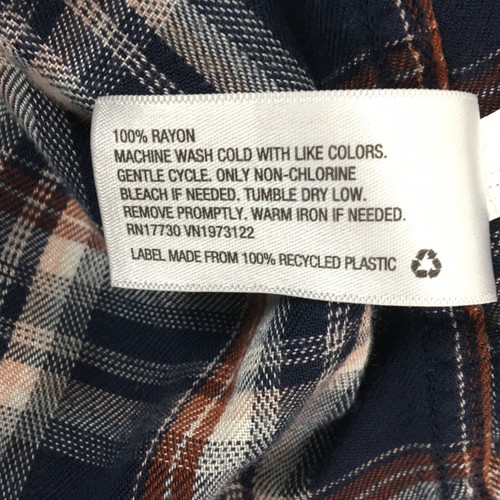 100% RAYON
MACHINE WASH COLD WITH LIKE COLORS.
GENTLE CYCLE. ONLY NON-CHLORINE
BLEACH IF NEEDED. TUMBLE DRY LOW.
REMOVE PROMPTLY. WARM IRON IF NEEDED.
RN17730 VN1973122
LABEL MADE FROM 100% RECYCLED PLASTIC